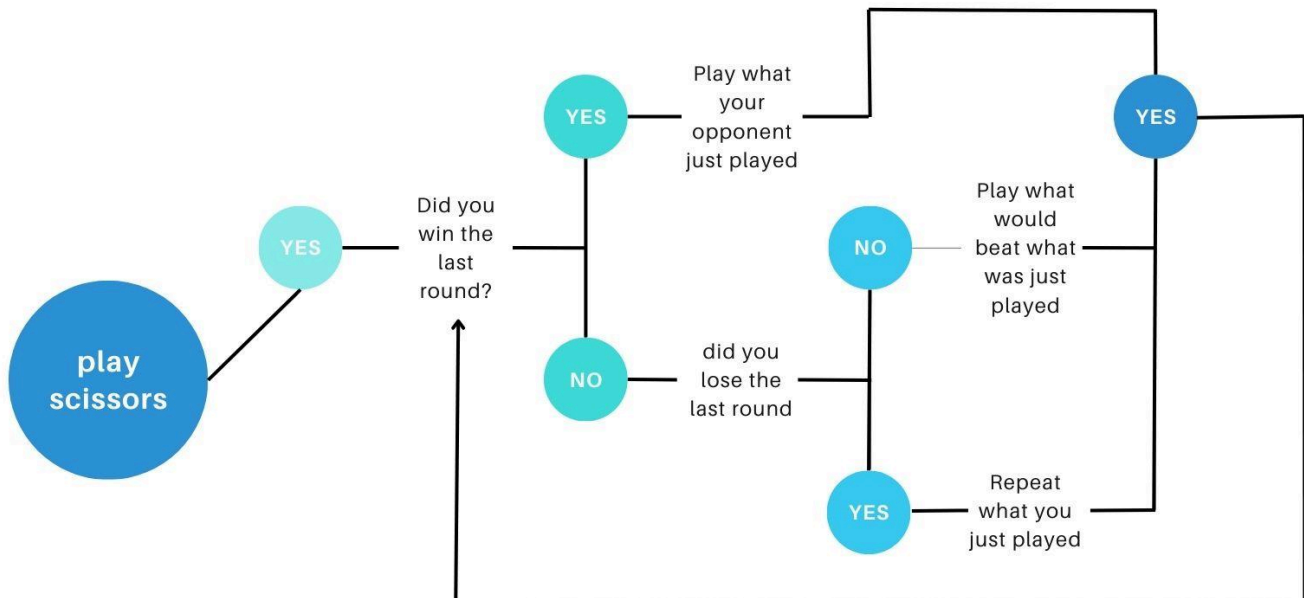 play
scissors
YES
Did you
win the
last
round?
YES
Play what
your
opponent
just played
NO
did you
lose the
last round
NO
Play what
would
beat what
was just
played
YES
Repeat
what you
just played
YES